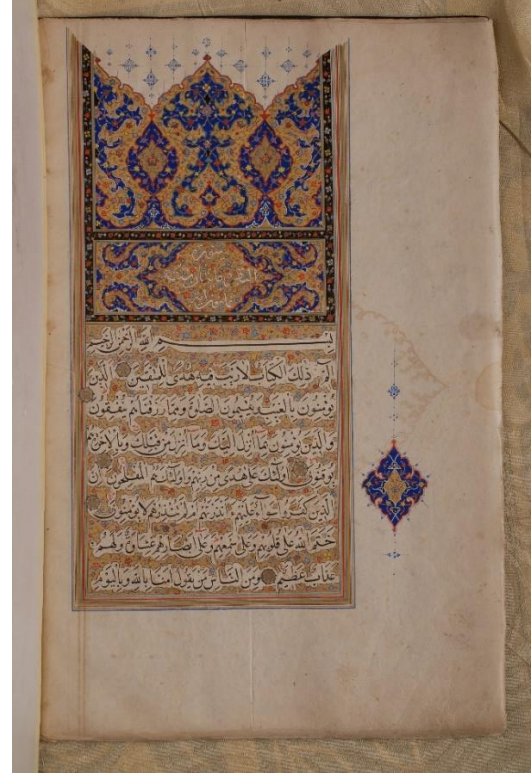 بسم الله الرحمن الرحيم
الم ذلك الكتاب لا ريب فيه هدى للمتقين الذين
يؤمنون بالغيب ويقيمون الصلوة ومما رزقناهم ينفقون
والذين يؤمنون بما انزل اليك وما انزل من قبلك وبالاخرة هم
يوقنون اولئك على هدى من ربهم واولئك هم المفلحون ان
الذين كفروا سواء عليهم ءانذرتهم ام لم تنذرهم لا يؤمنون
ختم الله على قلوبهم وعلى سمعهم وعلى ابصارهم غشاوة ولهم
عذاب عظيم ومن الناس من يقول امنا بالله وباليوم